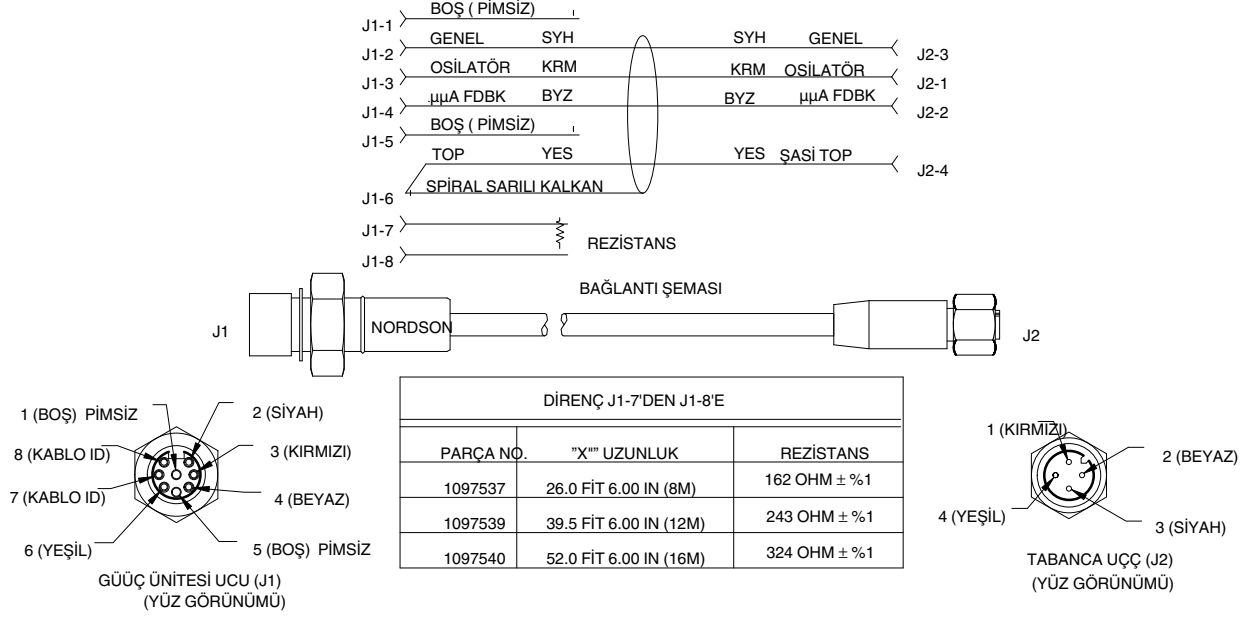 BOŞ ( PİMSİZ)
J1-1
GENEL SYH SYH GENEL
J1-2 J2-3
OSİLATÖR KRM KRM OSİLATÖR
J1-3 J2-1
µµA FDBK BYZ BYZ µµA FDBK
J1-4 J2-2
BOŞ ( PİMSİZ)
J1-5
TOP YES YES ŞASİ TOP
J2-4
SPİRAL SARILI KALKAN
J1-6
J1-7
REZİSTANS
J1-8
BAĞLANTI ŞEMASI
J1 NORDSON J2
DİRENÇ J1-7'DEN J1-8'E
PARÇA NO. "X"" UZUNLUK REZİSTANS
1097537 26.0 FİT 6.00 IN (8M) 162 OHM ± %1
1097539 39.5 FİT 6.00 IN (12M) 243 OHM ± %1
1097540 52.0 FİT 6.00 IN (16M) 324 OHM ± %1
1 (BOŞ) PİMSİZ
2 (SİYAH)
8 (KABLO ID)
3 (KIRMIZI)
7 (KABLO ID)
4 (BEYAZ)
6 (YEŞİL)
5 (BOŞ) PİMSİZ
GÜÜÇ ÜNİTESİ UCU (J1)
(YÜZ GÖRÜNÜMÜ)
1 (KIRMIZI)
2 (BEYAZ)
4 (YEŞİL)
3 (SİYAH)
TABANCA UÇÇ (J2)
(YÜZ GÖRÜNÜMÜ)